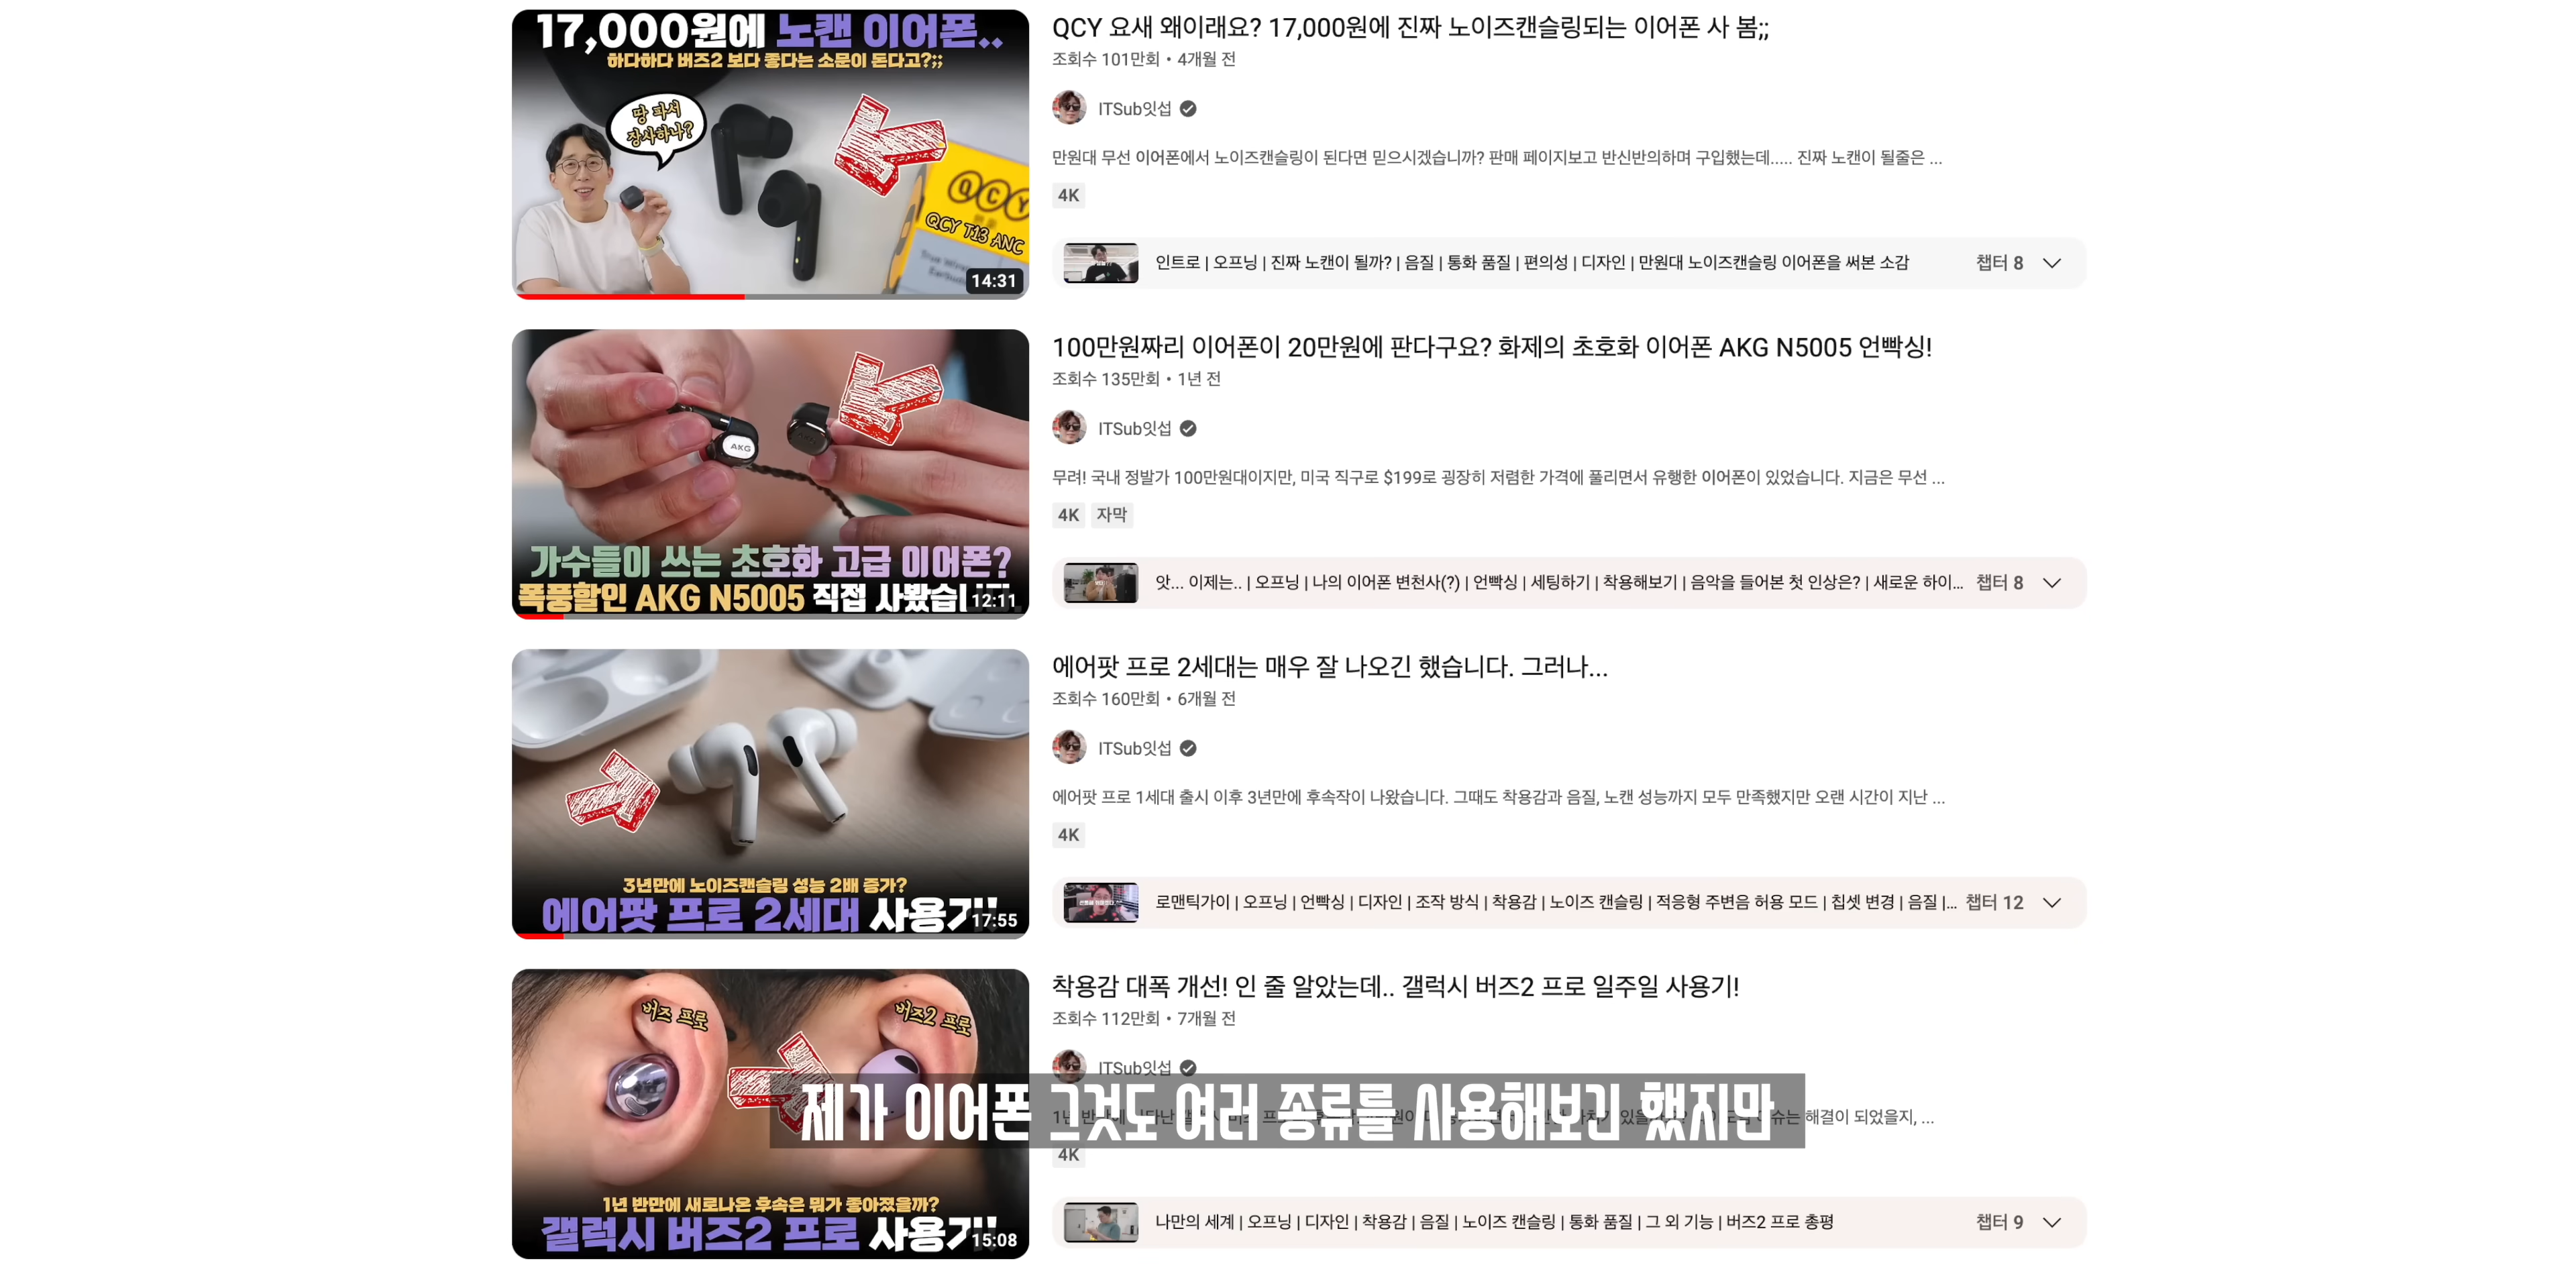 17,000원에 노캔 이어폰..
하다하다 버즈2 보다 좋다는 소문이 돈다고?;;
땅 파서
장사하나?
QCY
QCY T13 ANC
14:31
QCY 요새 왜이래요? 17,000원에 진짜 노이즈캔슬링되는 이어폰 사 봄;;
조회수 101만회 • 4개월 전
ITSub잇섭
만원대 무선 이어폰에서 노이즈캔슬링이 된다면 믿으시겠습니까? 판매 페이지보고 반신반의하며 구입했는데..... 진짜 노캔이 될줄은 ...
4K
인트로 | 오프닝 | 진짜 노캔이 될까? | 음질 | 통화 품질 | 편의성 | 디자인 | 만원대 노이즈캔슬링 이어폰을 써본 소감
챕터 8
AKG
가수들이 쓰는 초호화 고급 이어폰?
폭풍할인 AKG N5005 직접 사봤습니
12:11
100만원짜리 이어폰이 20만원에 판다구요? 화제의 초호화 이어폰 AKG N5005 언빡싱!
조회수 135만회 • 1년 전
ITSub잇섭
무려! 국내 정발가 100만원대이지만, 미국 직구로 $199로 굉장히 저렴한 가격에 풀리면서 유행한 이어폰이 있었습니다. 지금은 무선 ...
4K 자막
앗... 이제는.. | 오프닝 | 나의 이어폰 변천사(?) | 언빡싱 | 세팅하기 | 착용해보기 | 음악을 들어본 첫 인상은? | 새로운 하이...
챕터 8
3년만에 노이즈캔슬링 성능 2배 증가?
에어팟 프로 2세대 사용기!
17:55
에어팟 프로 2세대는 매우 잘 나오긴 했습니다. 그러나...
조회수 160만회 • 6개월 전
ITSub잇섭
에어팟 프로 1세대 출시 이후 3년만에 후속작이 나왔습니다. 그때도 착용감과 음질, 노캔 성능까지 모두 만족했지만 오랜 시간이 지난 ...
4K
로맨틱가이 | 오프닝 | 언빡싱 | 디자인 | 조작 방식 | 착용감 | 노이즈 캔슬링 | 적응형 주변음 허용 모드 | 칩셋 변경 | 음질 |...
챕터 12
버즈 프로
버즈2 프로
1년 반만에 새로나온 후속은 뭐가 좋아졌을까?
갤럭시 버즈2 프로 사용기!
15:08
착용감 대폭 개선! 인 줄 알았는데.. 갤럭시 버즈2 프로 일주일 사용기!
조회수 112만회 • 7개월 전
ITSub잇섭
제가 이어폰 그것도 여러 종류를 사용해보긴 했지만
해결이 되었을지, ...
4K
나만의 세계 | 오프닝 | 디자인 | 착용감 | 음질 | 노이즈 캔슬링 | 통화 품질 | 그 외 기능 | 버즈2 프로 총평
챕터 9